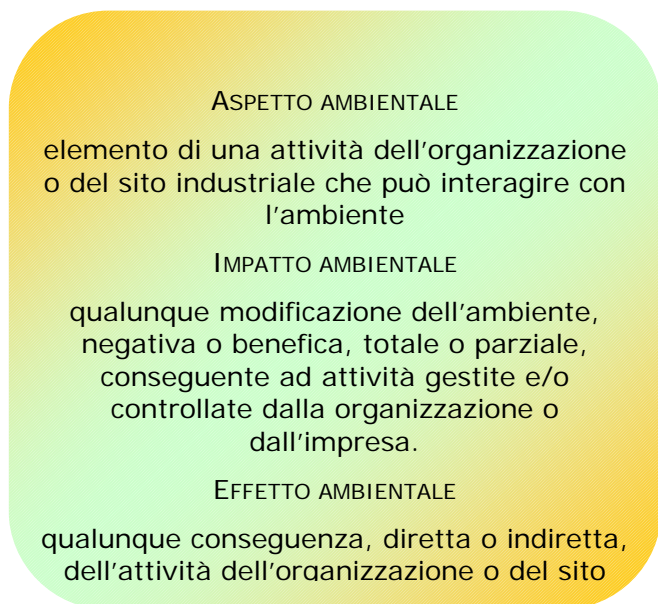 ASPETTO AMBIENTALE
elemento di una attività dell'organizzazione
o del sito industriale che può interagire con
l'ambiente
IMPATTO AMBIENTALE
qualunque modificazione dell'ambiente,
negativa o benefica, totale o parziale,
conseguente ad attività gestite e/o
controllate dalla organizzazione o
dall'impresa.
EFFETTO AMBIENTALE
qualunque conseguenza, diretta o indiretta,
dell'attività dell'organizzazione o del sito